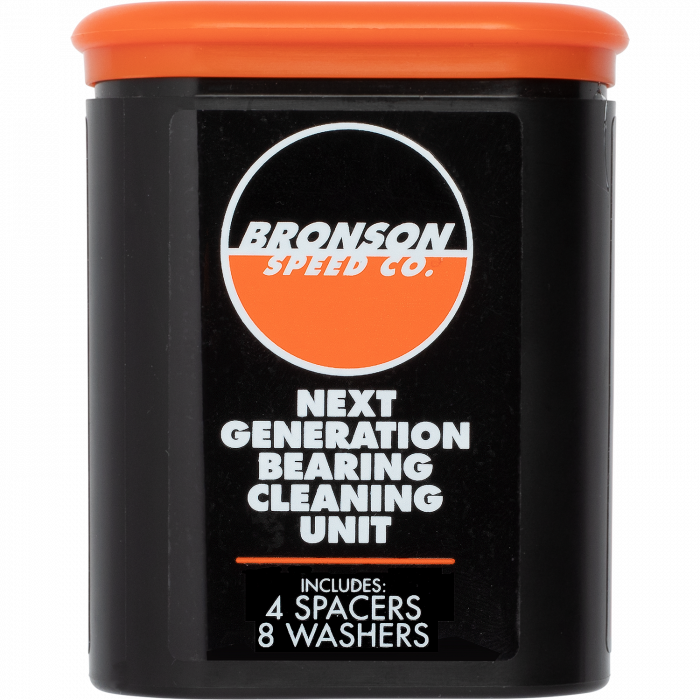 BRONSON
SPEED CO.
NEXT
GENERATION
BEARING
CLEANING
UNIT
INCLUDES:
4 SPACERS
8 WASHERS